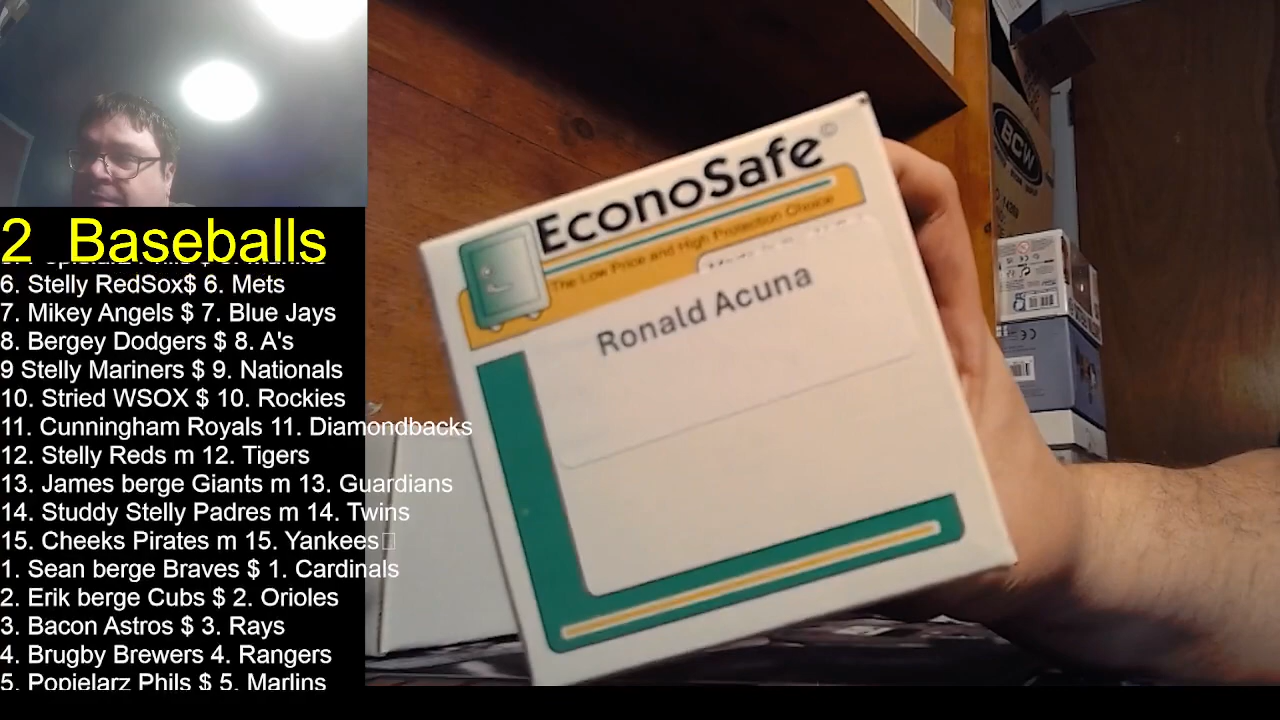 2 Baseballs
6. Stelly RedSox$ 6. Mets
7. Mikey Angels $ 7. Blue Jays
8. Bergey Dodgers $ 8. A's
9 Stelly Mariners $ 9. Nationals
10. Stried WSOX $ 10. Rockies
11. Cunningham Royals 11. Diamondbacks
12. Stelly Reds m 12. Tigers
13. James berge Giants m 13. Guardians
14. Studdy Stelly Padres m 14. Twins
15. Cheeks Pirates m 15. Yankees
1. Sean berge Braves $ 1. Cardinals
2. Erik berge Cubs $ 2. Orioles
3. Bacon Astros $ 3. Rays
4. Brugby Brewers 4. Rangers
5. Popielarz Phils $ 5. Marlins
EconoSafe©
The Low Price and High Protection Choice
Ronald Acuna
BCW